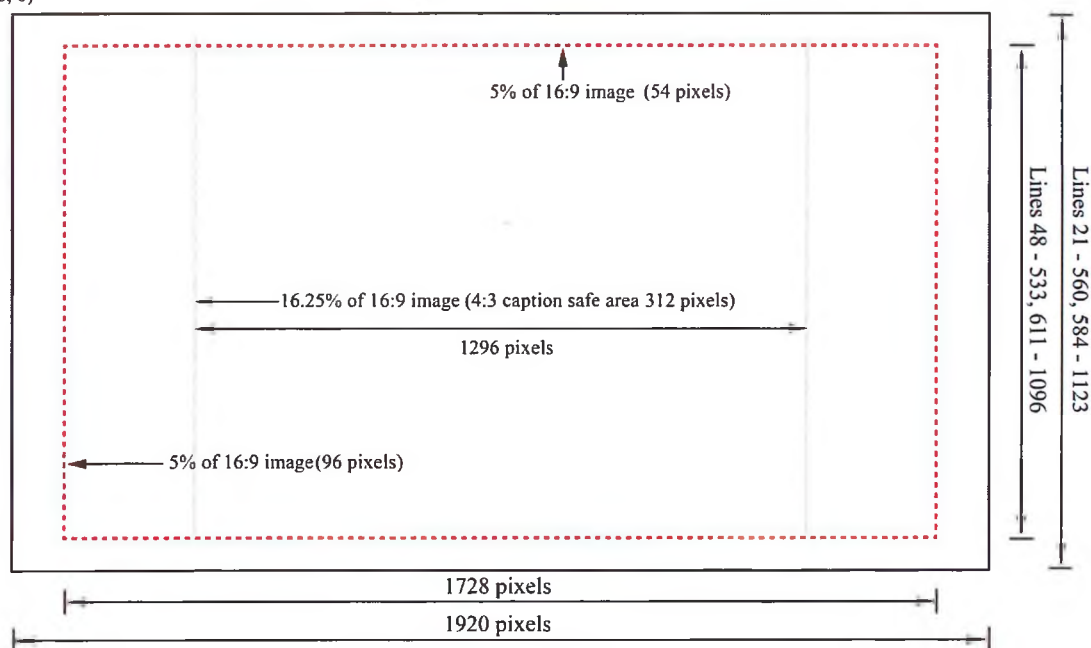 5% of 16:9 image (54 pixels)
16.25% of 16:9 image (4:3 caption safe area 312 pixels)
1296 pixels
5% of 16:9 image(96 pixels)
1728 pixels
1920 pixels
Lines 48 - 533, 611 - 1096
Lines 21 - 560, 584 - 1123